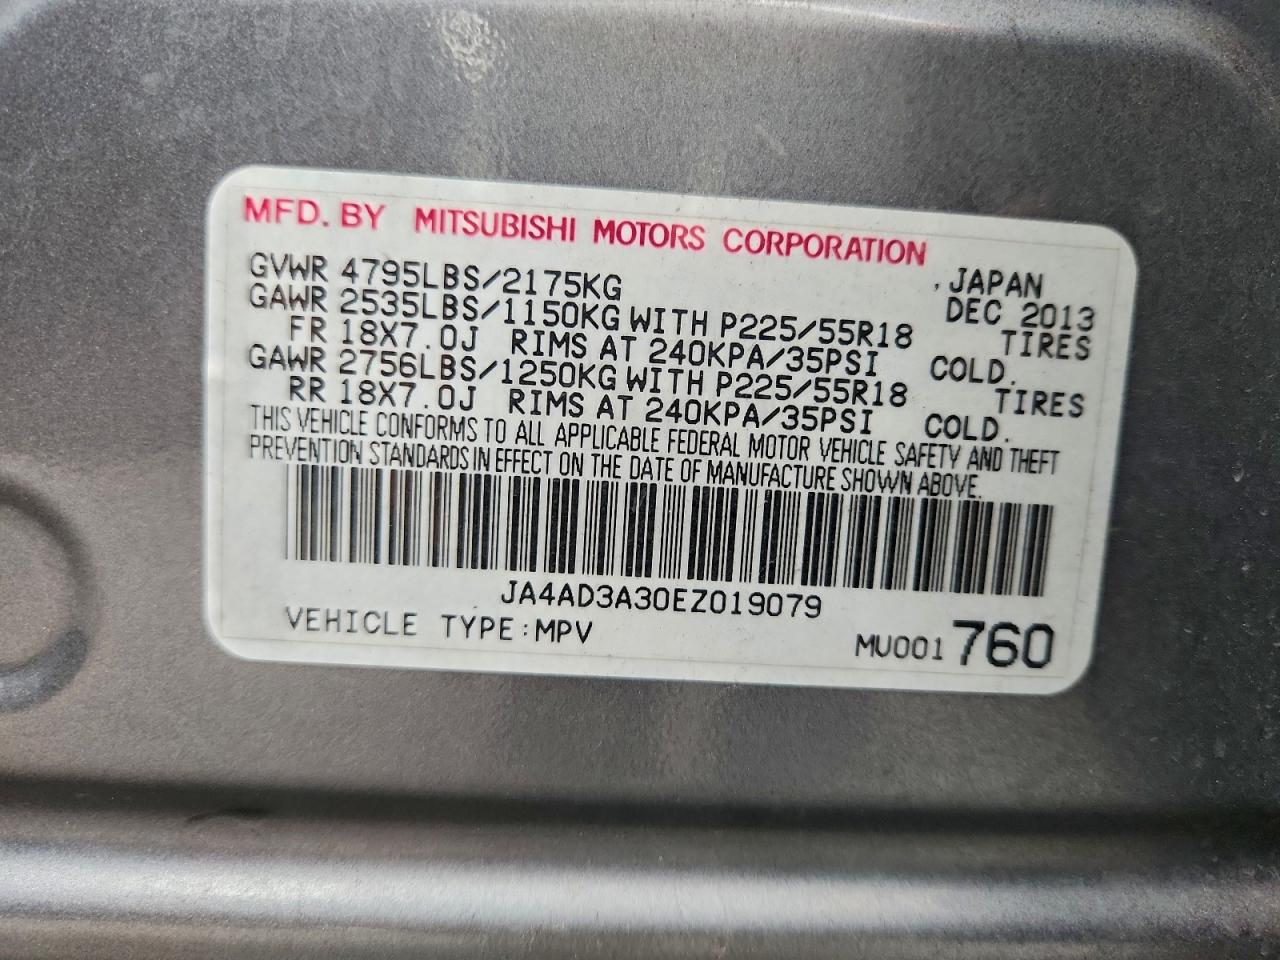 MFD. BY MITSUBISHI MOTORS CORPORATION
GVWR 4795LBS/2175KG , JAPAN
GAWR 2535LBS/1150KG WITH P225/55R18 DEC 2013
FR 18X7.0J RIMS AT 240KPA/35PSI TIRES
GAWR 2756LBS/1250KG WITH P225/55R18 COLD.
RR 18X7.0J RIMS AT 240KPA/35PSI TIRES
COLD.
THIS VEHICLE CONFORMS TO ALL APPLICABLE FEDERAL MOTOR VEHICLE SAFETY AND THEFT
PREVENTION STANDARDS IN EFFECT ON THE DATE OF MANUFACTURE SHOWN ABOVE.
JA4AD3A30EZ019079
VEHICLE TYPE:MPV MU001 760